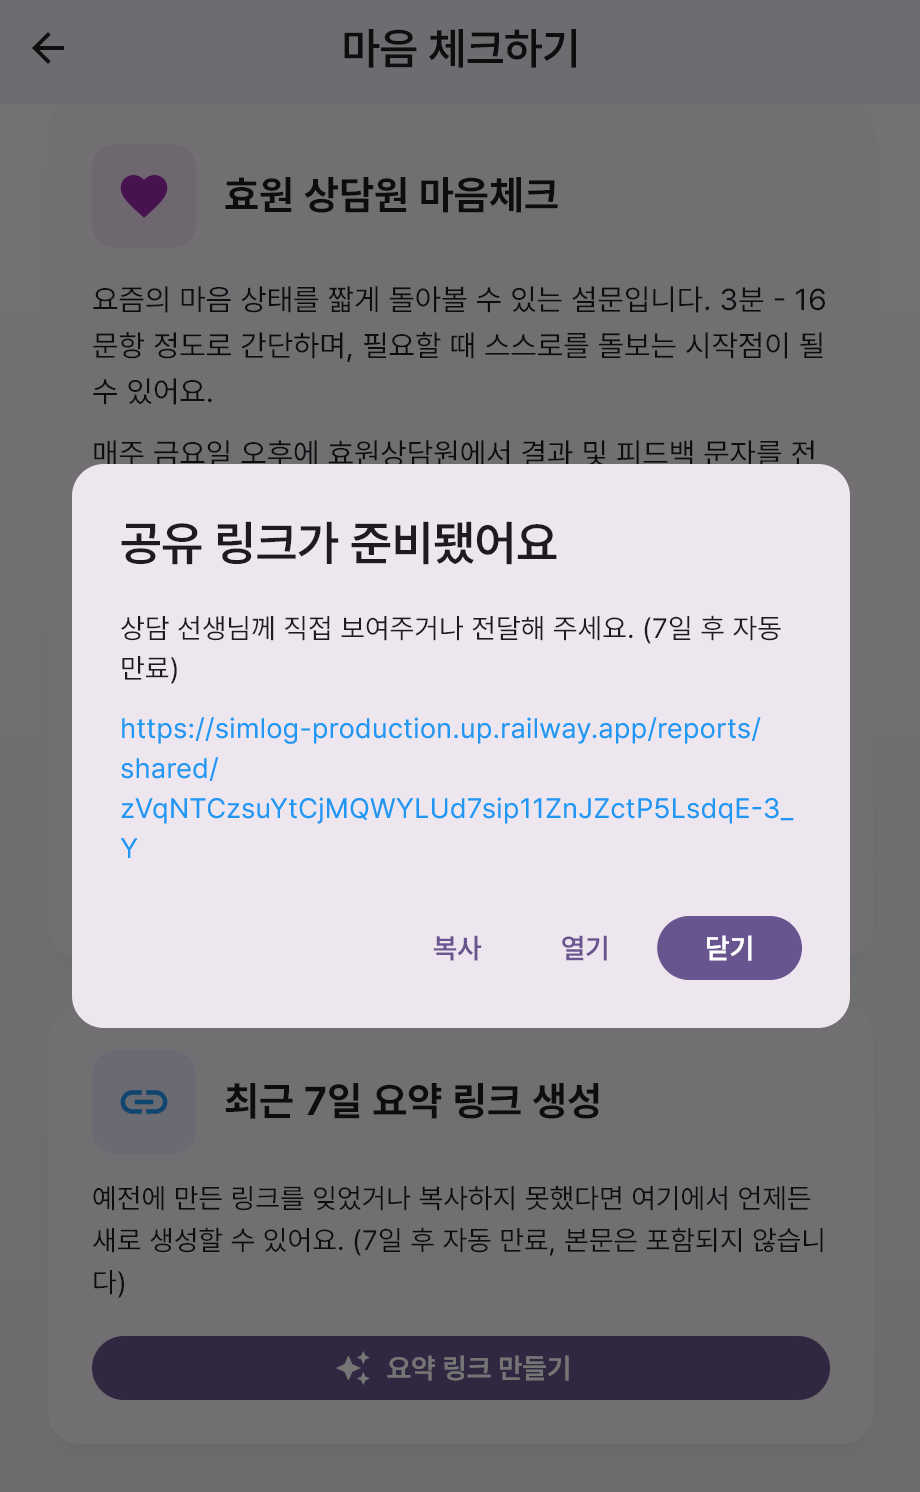 마음 체크하기
효원 상담원 마음체크
요즘의 마음 상태를 짧게 돌아볼 수 있는 설문입니다. 3분 - 16
문항 정도로 간단하며, 필요할 때 스스로를 돌보는 시작점이 될
수 있어요.
매주 금요일 오후에 효원상담원에서 결과 및 피드백 문자를 전
공유 링크가 준비됐어요
상담 선생님께 직접 보여주거나 전달해 주세요. (7일 후 자동
만료)
https://simlog-production.up.railway.app/reports/
shared/
zVqNTCzsuYtCjMQWYLUd7sip11ZnJZctP5LsdqE-3_
Y
복사 열기 닫기
최근 7일 요약 링크 생성
예전에 만든 링크를 잊었거나 복사하지 못했다면 여기에서 언제든
새로 생성할 수 있어요. (7일 후 자동 만료, 본문은 포함되지 않습니
다)
요약 링크 만들기